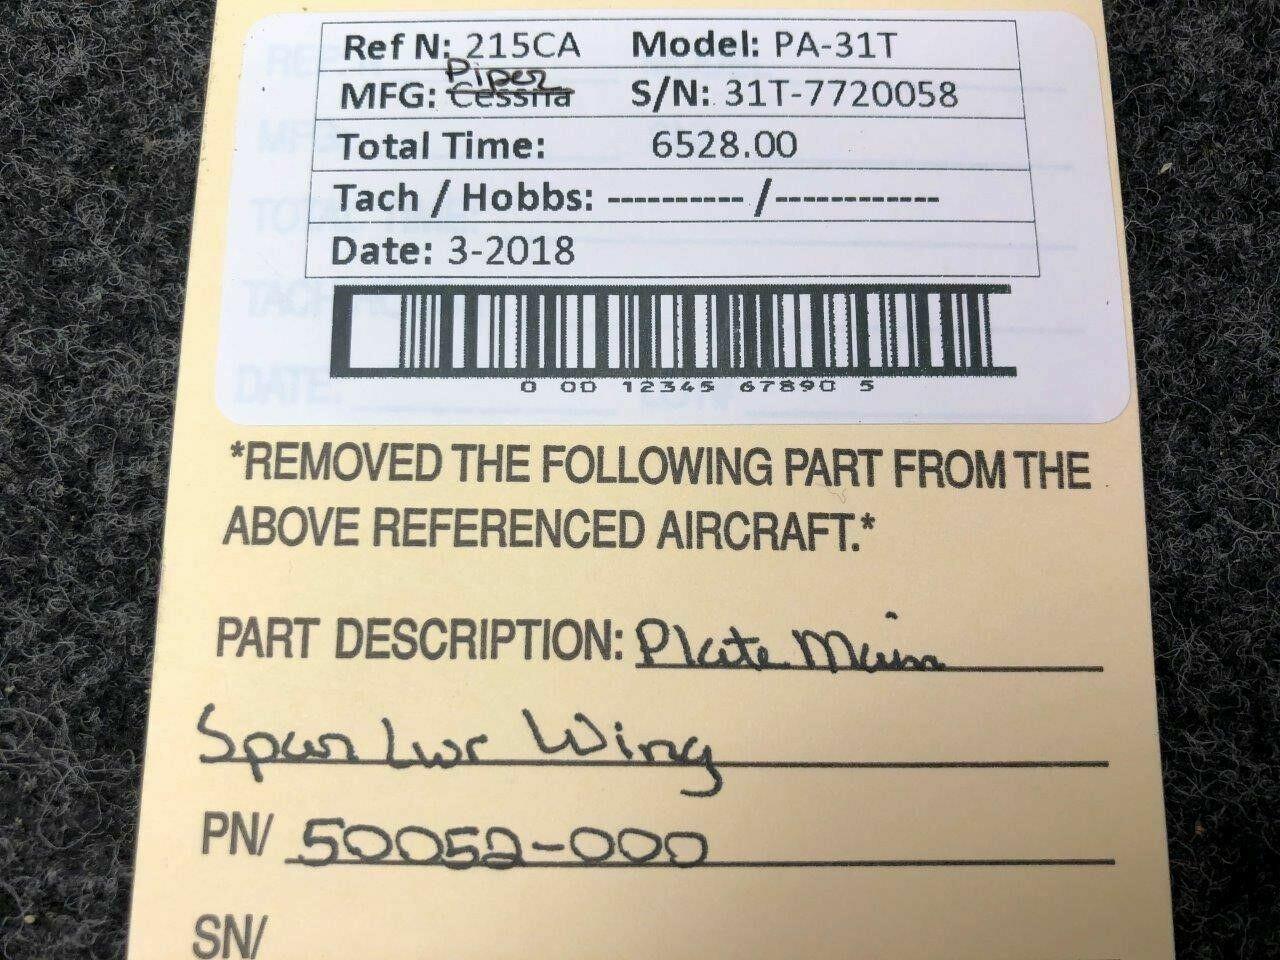 Ref N: 215CA Model: PA-31T
Piper
MFG: Cessna S/N: 31T-7720058
Total Time: 6528.00
Tach / Hobbs: ---------- /------------
Date: 3-2018
0 00 12345 67890 5
*REMOVED THE FOLLOWING PART FROM THE
ABOVE REFERENCED AIRCRAFT.*
PART DESCRIPTION: Plate Main
Spar Lwr Wing
PN/ 50052-000
SN/